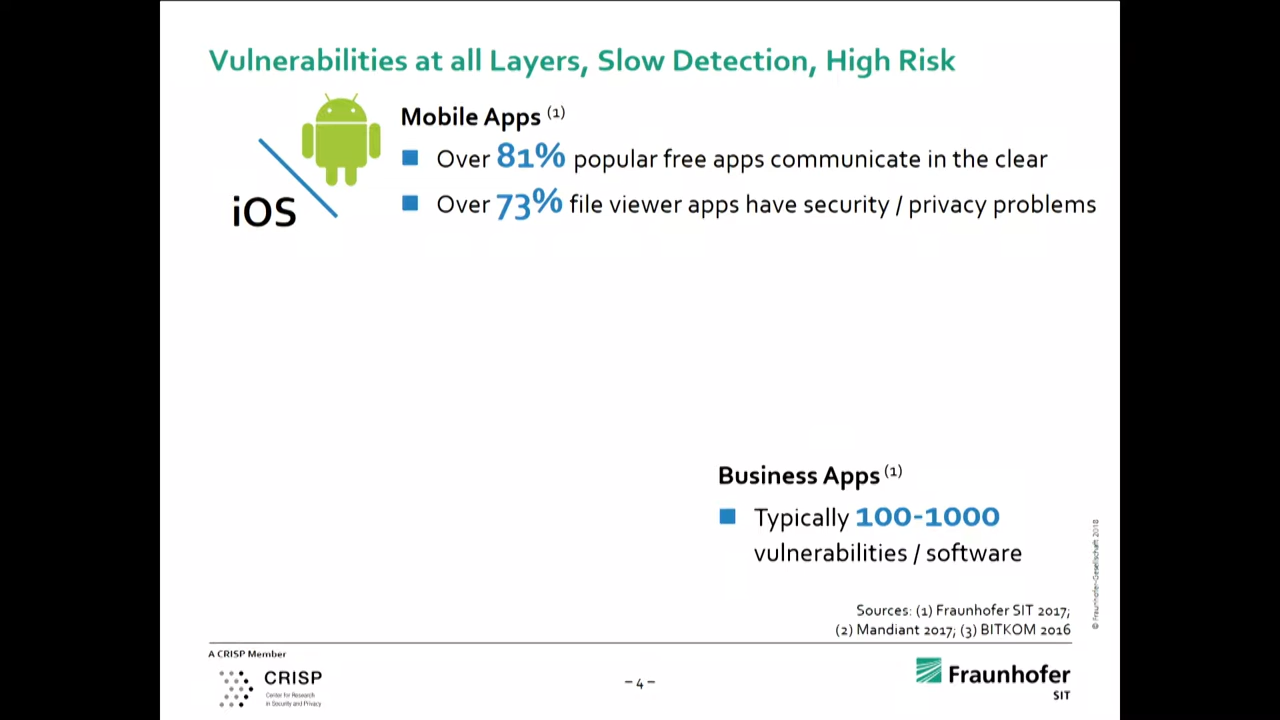 Vulnerabilities at all Layers, Slow Detection, High Risk
iOS
Mobile Apps (1)
Over 81% popular free apps communicate in the clear
Over 73% file viewer apps have security / privacy problems
Business Apps (1)
Typically 100-1000
vulnerabilities / software
Sources: (1) Fraunhofer SIT 2017;
(2) Mandiant 2017; (3) BITKOM 2016
© Fraunhofer-Gesellschaft 2018
A CRISP Member
CRISP
Center for Research
in Security and Privacy
– 4 –
Fraunhofer
SIT